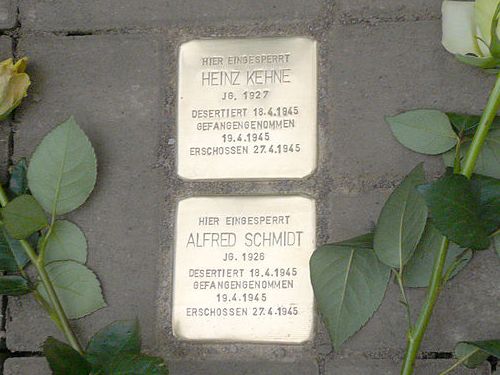 HIER EINGESPERRT
HEINZ KEHNE
JG. 1927
DESERTIERT 18.4.1945
GEFANGENGENOMMEN
19.4.1945
ERSCHOSSEN 27.4.1945
HIER EINGESPERRT
ALFRED SCHMIDT
JG. 1926
DESERTIERT 18.4.1945
GEFANGENGENOMMEN
19.4.1945
ERSCHOSSEN 27.4.1945